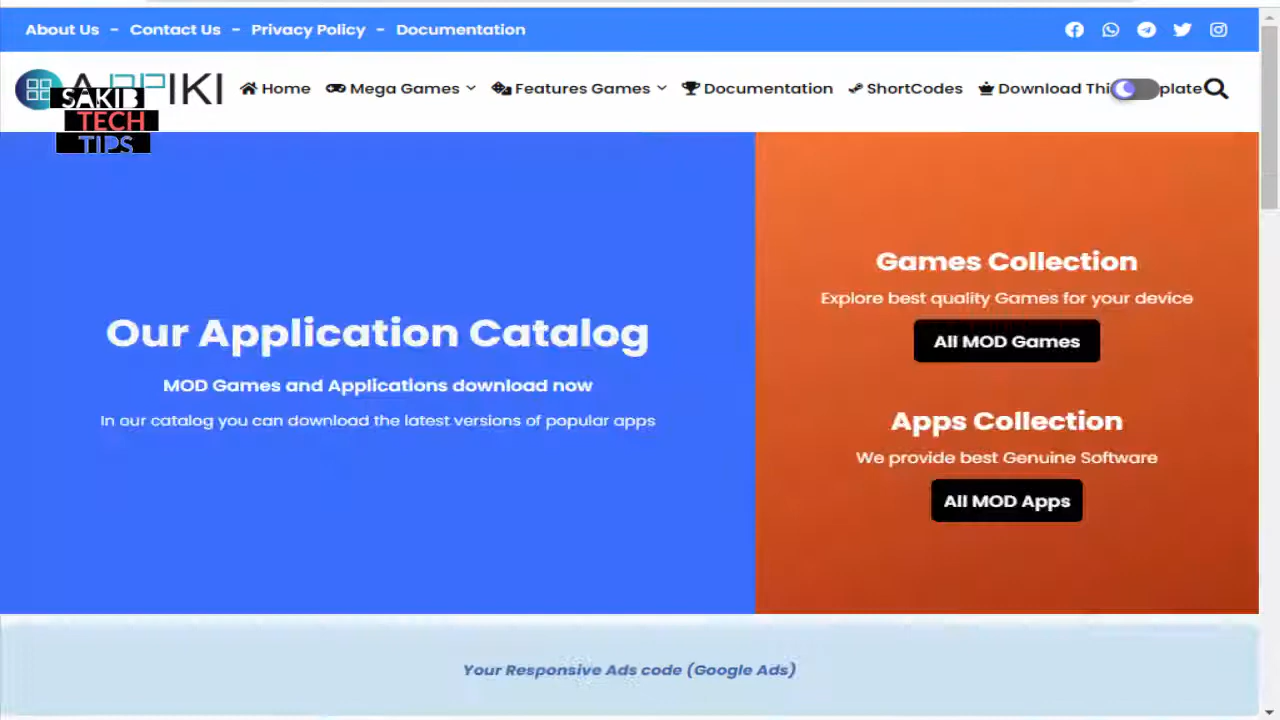 About Us - Contact Us - Privacy Policy - Documentation
SAKIB
TECH
TIPS
Home Mega Games Features Games Documentation ShortCodes Download
Our Application Catalog
MOD Games and Applications download now
In our catalog you can download the latest versions of popular apps
Games Collection
Explore best quality Games for your device
All MOD Games
Apps Collection
We provide best Genuine Software
All MOD Apps
Your Responsive Ads code (Google Ads)